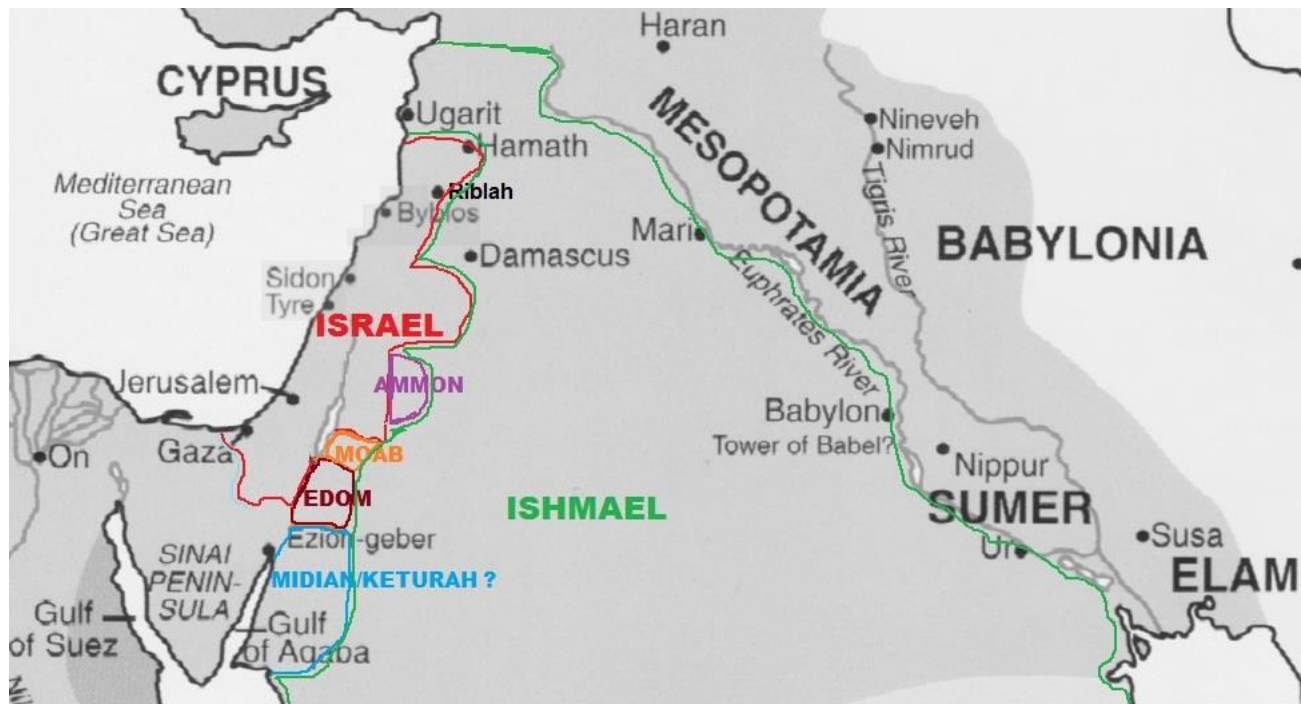 Haran
CYPRUS
Ugarit
MESOPOTAMIA
Nineveh
Nimrud
Hamath
Mediterranean
Sea
(Great Sea)
Riblah
Byblos
Tigris River
Mari
BABYLONIA
Damascus
Sidon
Tyre
Euphrates River
ISRAEL
Jerusalem
AMMON
Babylon
Tower of Babel?
Gaza
MOAB
On
Nippur
EDOM
ISHMAEL
SUMER
Ezion-geber
Ur
Susa
SINAI
PENIN-
SULA
MIDIAN/KETURAH ?
ELAM
Gulf
of Suez
Gulf
of Aqaba